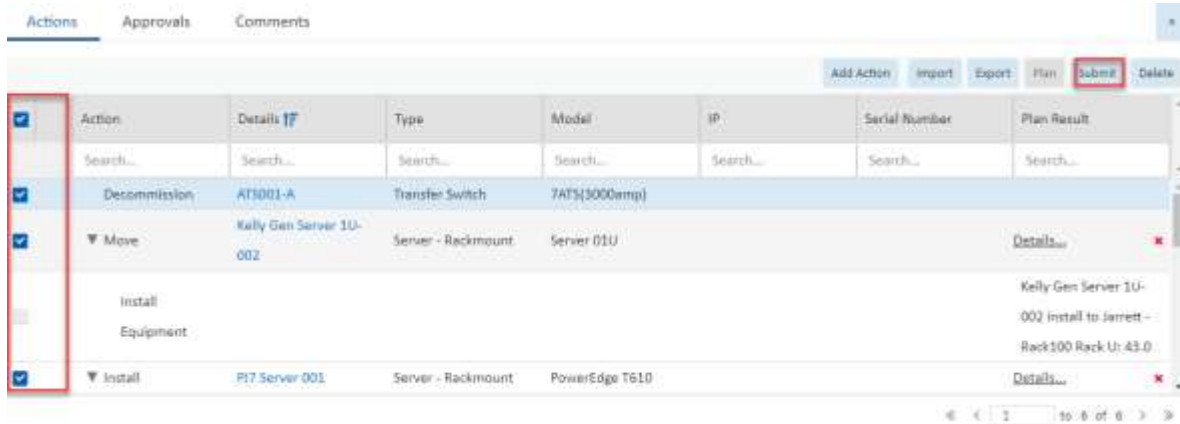 Actions Approvals Comments
Add Action Import Export Plan Submit Delete
Action Details Type Model IP Serial Number Plan Result
Search... Search... Search... Search... Search... Search... Search...
Decommission ATS001-A Transfer Switch 7ATS(3000amp)
Move Kelly Gen Server 1U-
002 Server - Rackmount Server 01U Details...
Install
Equipment
Kelly Gen Server 1U-
002 Install to Jarrett -
Rack100 Rack U: 43.0
Install PI7 Server 001 Server - Rackmount PowerEdge T610 Details...
1 to 6 of 6